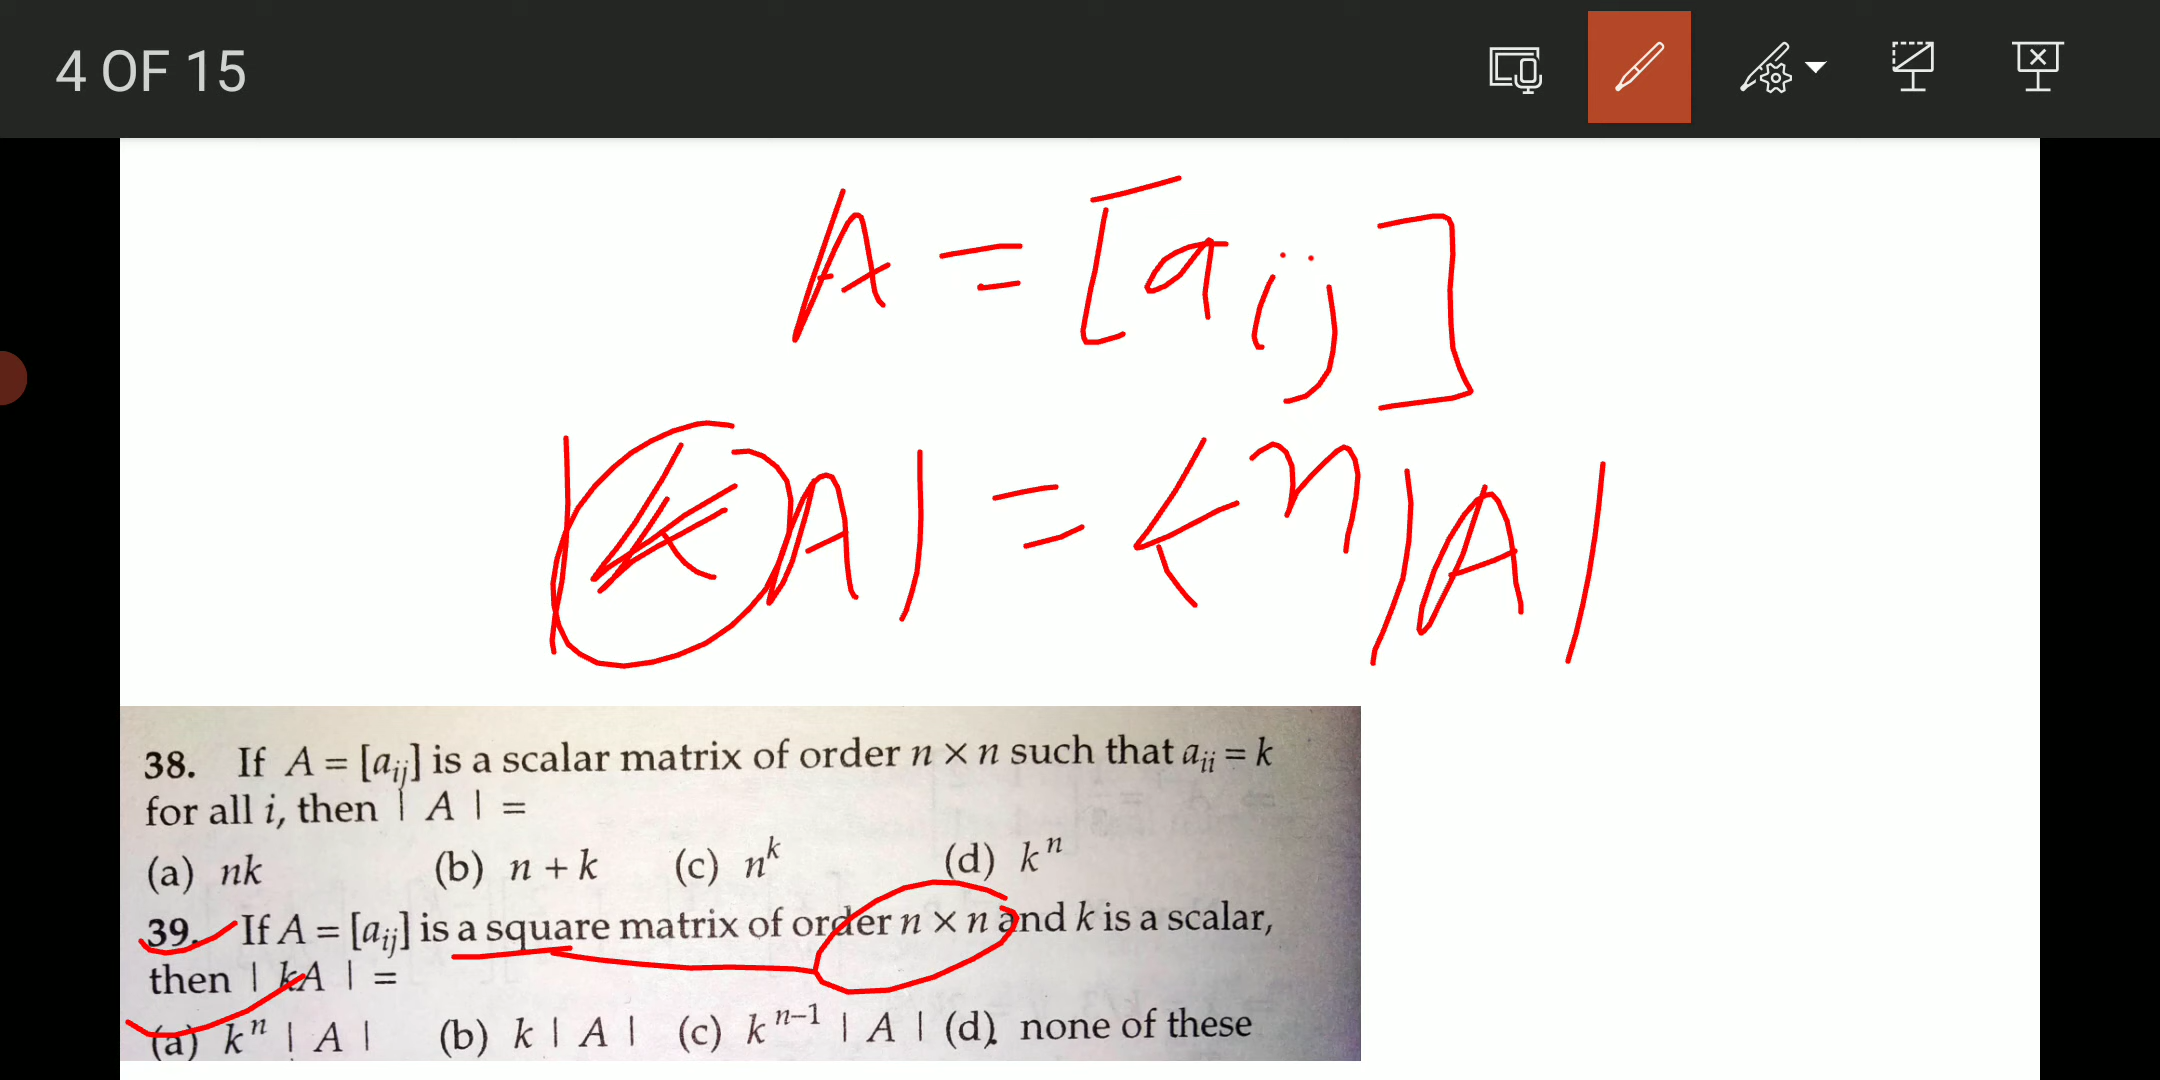 4 OF 15
A = [aij]
|kA| = kⁿ|A|
38. If A = [aij] is a scalar matrix of order n × n such that aii = k
for all i, then | A | =
(a) nk (b) n + k (c) nᵏ (d) kⁿ
39. If A = [aij] is a square matrix of order n × n and k is a scalar,
then | kA | =
(a) kⁿ | A | (b) k | A | (c) kⁿ⁻¹ | A | (d) none of these